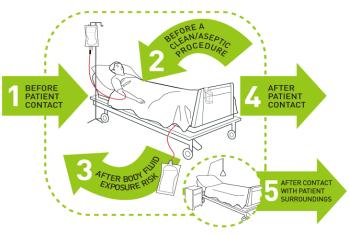 1 BEFORE
PATIENT
CONTACT
2 BEFORE A
CLEAN/ASEPTIC
PROCEDURE
3 AFTER BODY FLUID
EXPOSURE RISK
4 AFTER
PATIENT
CONTACT
5 AFTER CONTACT
WITH PATIENT
SURROUNDINGS